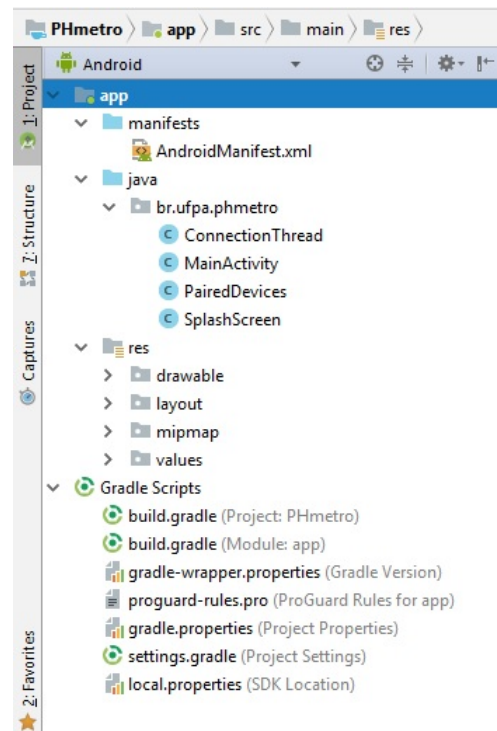 PHmetro app src main res
Android
1: Project
7: Structure
Captures
2: Favorites
app
manifests
AndroidManifest.xml
java
br.ufpa.phmetro
C ConnectionThread
C MainActivity
C PairedDevices
C SplashScreen
res
drawable
layout
mipmap
values
Gradle Scripts
build.gradle (Project: PHmetro)
build.gradle (Module: app)
gradle-wrapper.properties (Gradle Version)
proguard-rules.pro (ProGuard Rules for app)
gradle.properties (Project Properties)
settings.gradle (Project Settings)
local.properties (SDK Location)